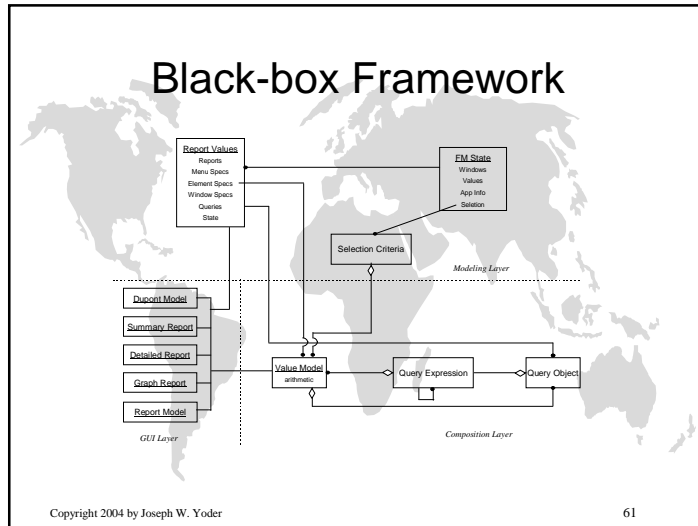 Black-box Framework
Report Values
Reports
Menu Specs
Element Specs
Window Specs
Queries
State
FM State
Windows
Values
App Info
Seletion
Selection Criteria
Modeling Layer
Dupont Model
Summary Report
Detailed Report
Graph Report
Report Model
GUI Layer
Value Model
arithmetic
Query Expression
Query Object
Composition Layer
Copyright 2004 by Joseph W. Yoder
61